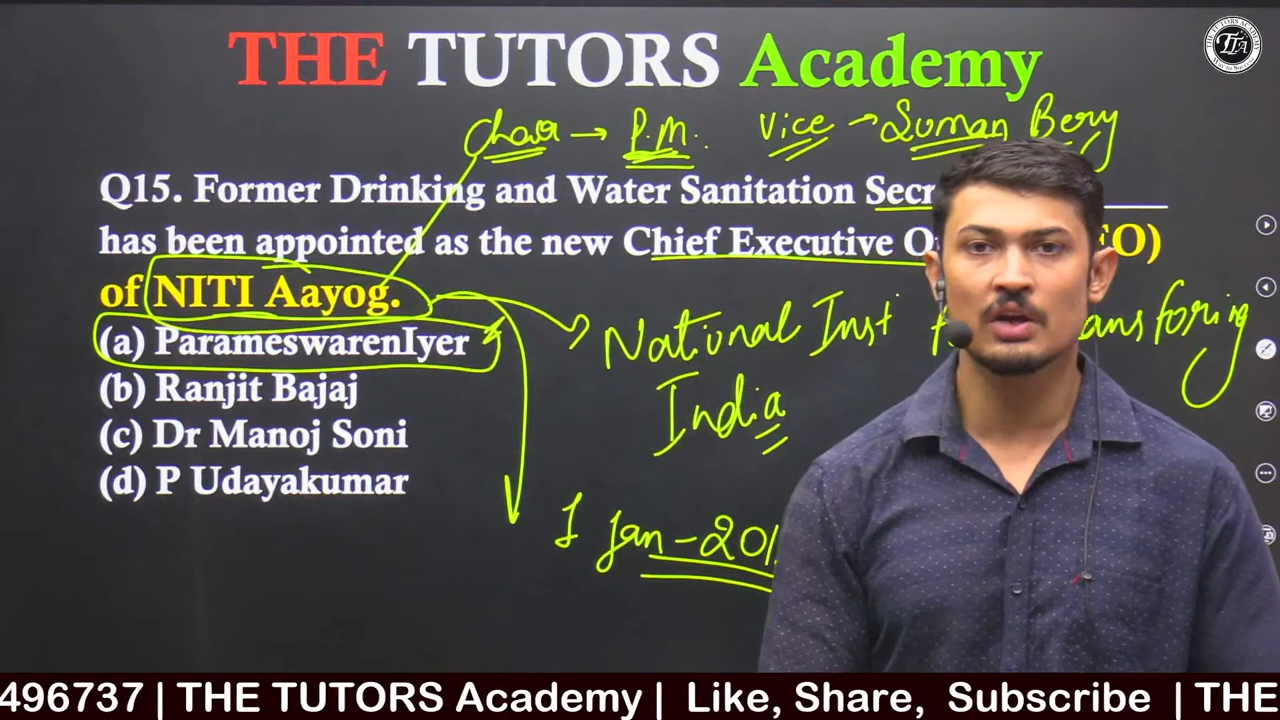 THE TUTORS Academy
Chair → P.M. Vice → Suman Bery
Q15. Former Drinking and Water Sanitation
has been appointed as the new Chief Executive
of NITI Aayog.
(a) ParameswarenIyer
(b) Ranjit Bajaj
(c) Dr Manoj Soni
(d) P Udayakumar
National Inst
India
1 Jan - 201
496737 | THE TUTORS Academy | Like, Share, Subscribe | THE